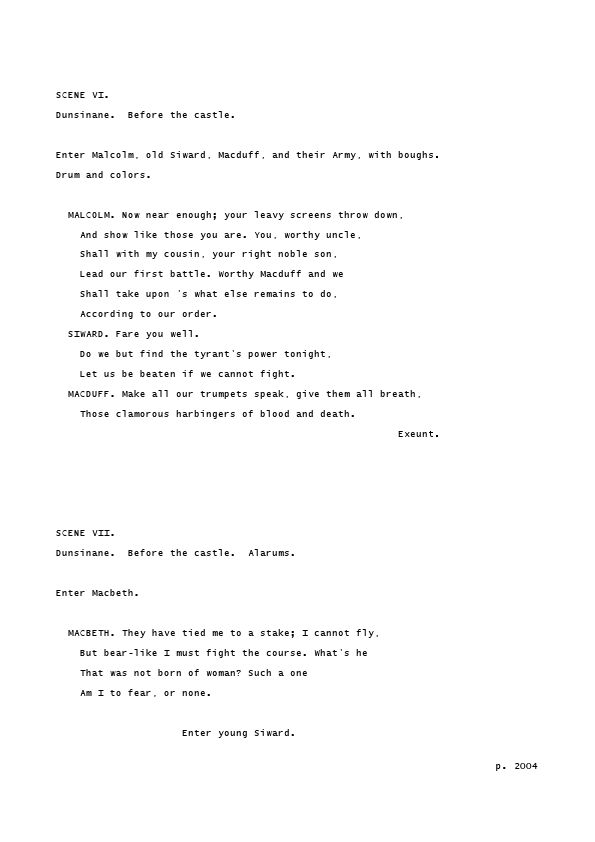 SCENE VI.
Dunsinane.  Before the castle.
Enter Malcolm, old Siward, Macduff, and their Army, with boughs.
Drum and colors.
MALCOLM. Now near enough; your leavy screens throw down,
And show like those you are. You, worthy uncle,
Shall with my cousin, your right noble son,
Lead our first battle. Worthy Macduff and we
Shall take upon 's what else remains to do,
According to our order.
SIWARD. Fare you well.
Do we but find the tyrant's power tonight,
Let us be beaten if we cannot fight.
MACDUFF. Make all our trumpets speak, give them all breath,
Those clamorous harbingers of blood and death.
Exeunt.
SCENE VII.
Dunsinane.  Before the castle.  Alarums.
Enter Macbeth.
MACBETH. They have tied me to a stake; I cannot fly,
But bear-like I must fight the course. What's he
That was not born of woman? Such a one
Am I to fear, or none.
Enter young Siward.
p. 2004